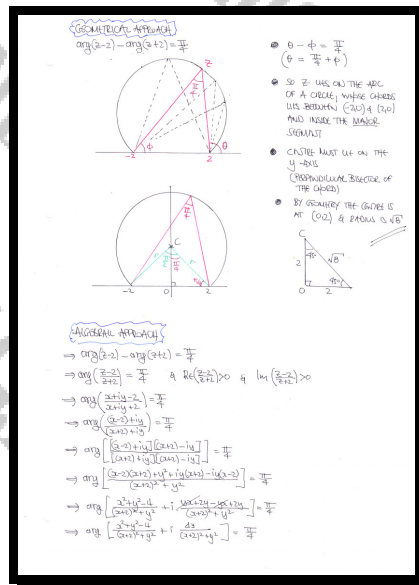 GEOMETRICAL APPROACH
arg(z-2) - arg(z+2) = π/4
z
π/4
φ
θ
-2
2
• θ - φ = π/4
(θ = π/4 + φ)
• SO Z LIES ON THE ARC
OF A CIRCLE, WHOSE CHORDS
LIES BETWEEN (-2,0) & (2,0)
AND INSIDE THE MAJOR
SEGMENT
• CENTRE MUST LIE ON THE
y-AXIS
(PERPENDICULAR BISECTOR OF
THE CHORD)
• BY GEOMETRY THE CENTRE IS
AT (0,2) & RADIUS IS √8
π/4
C
r
r
π/4
-2
0
2
C
2
45°
√8
45°
0
2
ALGEBRAIC APPROACH
⇒ arg(z-2) - arg(z+2) = π/4
⇒ arg((z-2)/(z+2)) = π/4 & Re((z-2)/(z+2)) >0 & Im((z-2)/(z+2)) >0
⇒ arg((x+iy-2)/(x+iy+2)) = π/4
⇒ arg(((x-2)+iy)/((x+2)+iy)) = π/4
⇒ arg[[(x-2)+iy][(x+2)-iy]/[(x+2)+iy][(x+2)-iy]] = π/4
⇒ arg[((x-2)(x+2)+y²+iy(x+2)-iy(x-2))/((x+2)²+y²)] = π/4
⇒ arg[(x²+y²-4)/((x+2)²+y²) + i (yx+2y-yx+2y)/((x+2)²+y²)] = π/4
⇒ arg[(x²+y²-4)/((x+2)²+y²) + i 4y/((x+2)²+y²)] = π/4